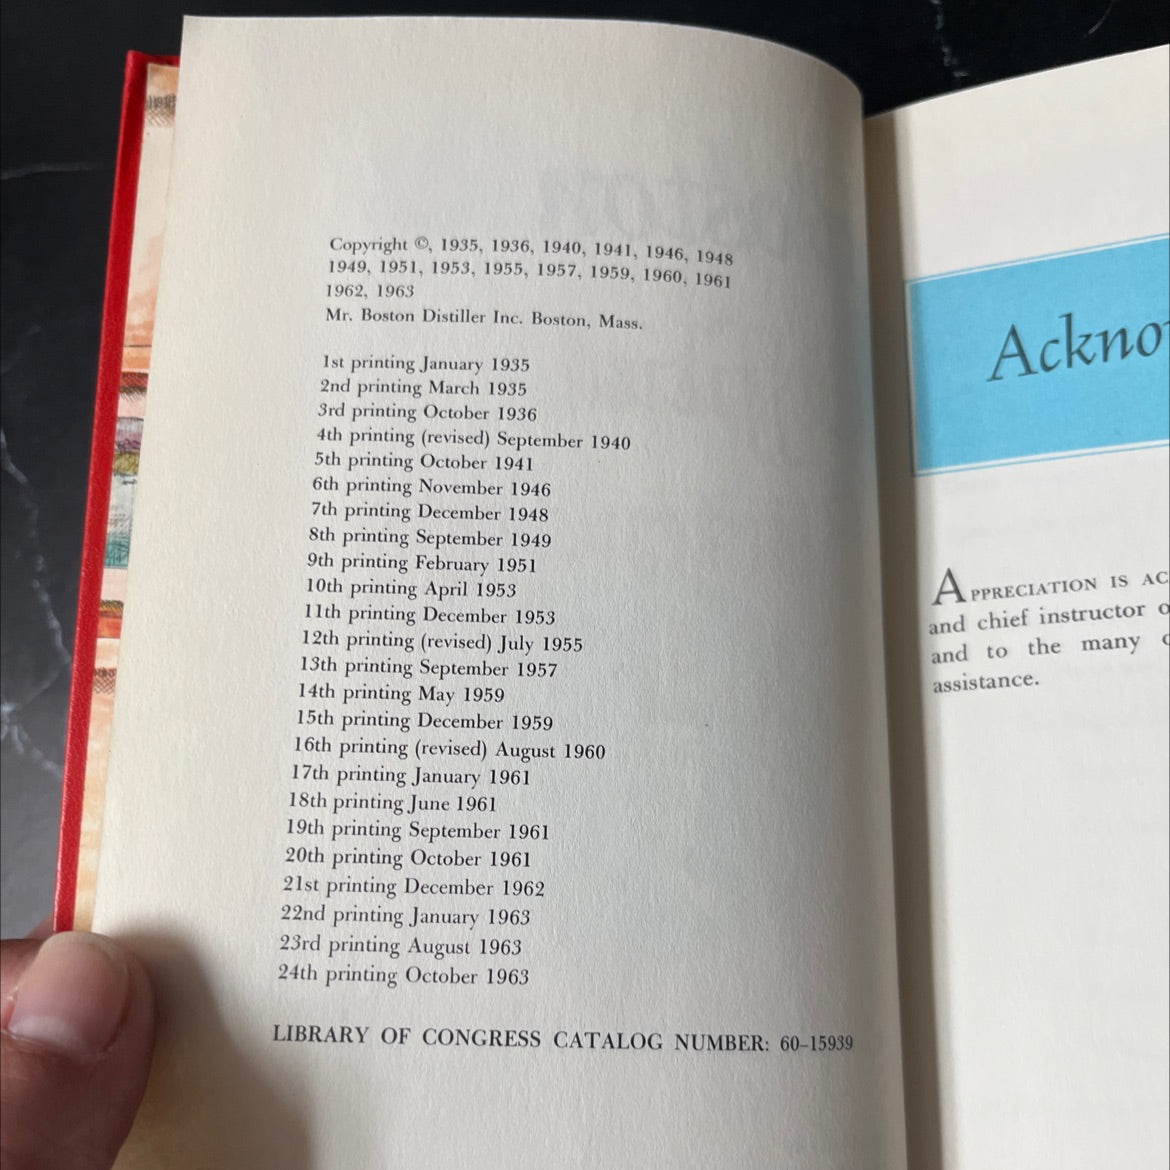 Copyright ©, 1935, 1936, 1940, 1941, 1946, 1948
1949, 1951, 1953, 1955, 1957, 1959, 1960, 1961
1962, 1963
Mr. Boston Distiller Inc. Boston, Mass.
1st printing January 1935
2nd printing March 1935
3rd printing October 1936
4th printing (revised) September 1940
5th printing October 1941
6th printing November 1946
7th printing December 1948
8th printing September 1949
9th printing February 1951
10th printing April 1953
11th printing December 1953
12th printing (revised) July 1955
13th printing September 1957
14th printing May 1959
15th printing December 1959
16th printing (revised) August 1960
17th printing January 1961
18th printing June 1961
19th printing September 1961
20th printing October 1961
21st printing December 1962
22nd printing January 1963
23rd printing August 1963
24th printing October 1963
LIBRARY OF CONGRESS CATALOG NUMBER: 60–15939
Ackno
APPRECIATION IS AC
and chief instructor o
and to the many
assistance.